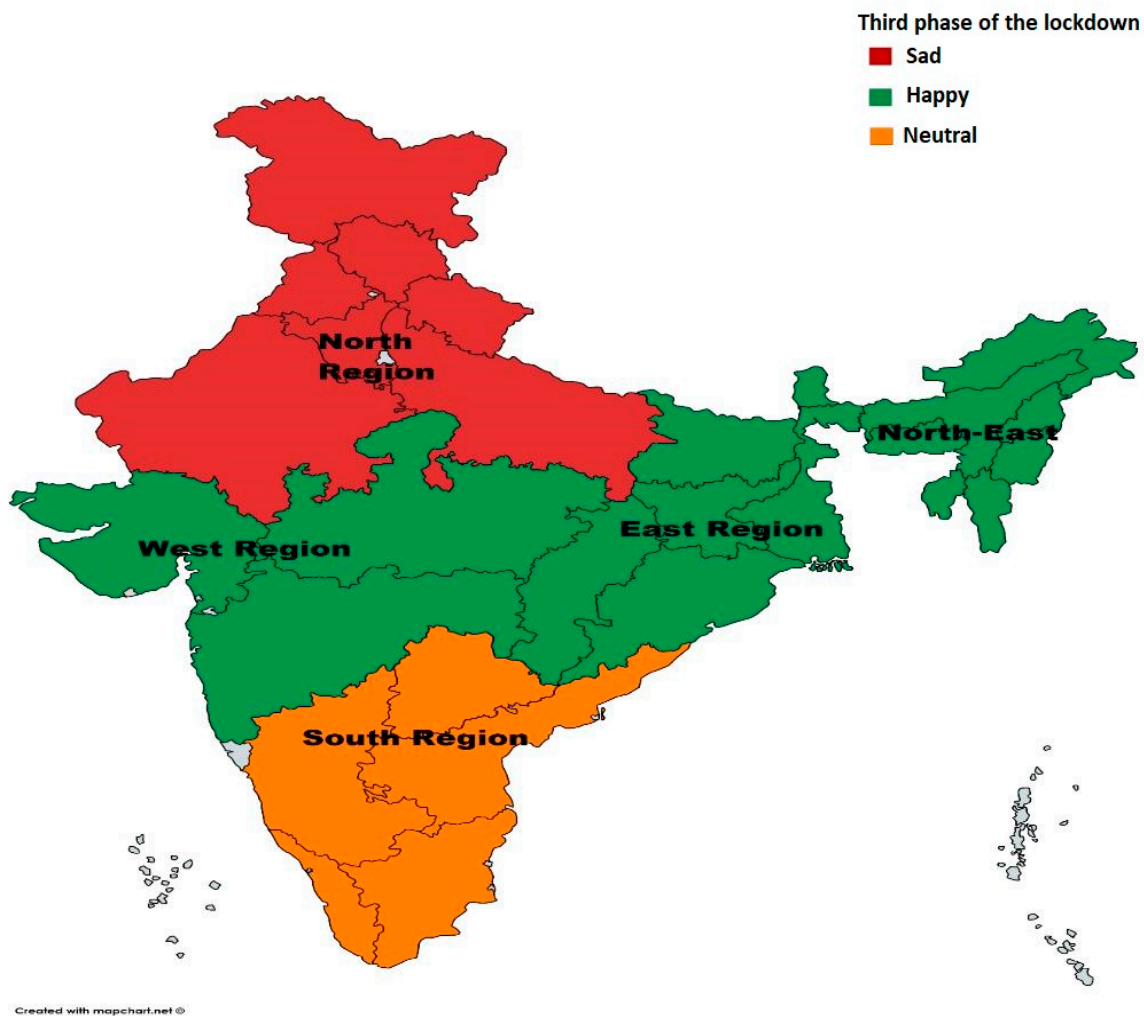 Third phase of the lockdown
Sad
Happy
Neutral
North
Region
North-East
East Region
West Region
South Region
Created with mapchart.net ©